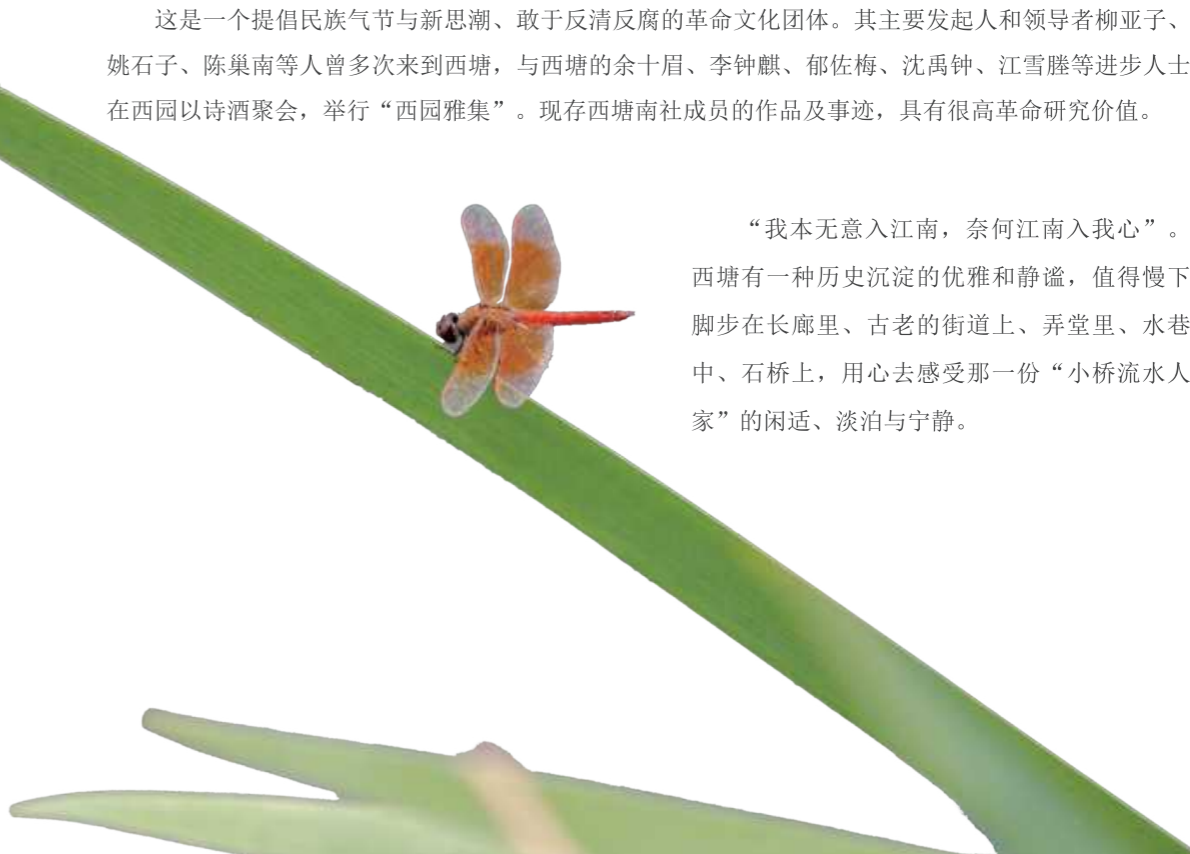 这是一个提倡民族气节与新思潮、敢于反清反腐的革命文化团体。其主要发起人和领导者柳亚子、
姚石子、陈巢南等人曾多次来到西塘，与西塘的余十眉、李钟麒、郁佐梅、沈禹钟、江雪塍等进步人士
在西园以诗酒聚会，举行“西园雅集”。现存西塘南社成员的作品及事迹，具有很高革命研究价值。
“我本无意入江南，奈何江南入我心”。
西塘有一种历史沉淀的优雅和静谧，值得慢下
脚步在长廊里、古老的街道上、弄堂里、水巷
中、石桥上，用心去感受那一份“小桥流水人
家”的闲适、淡泊与宁静。